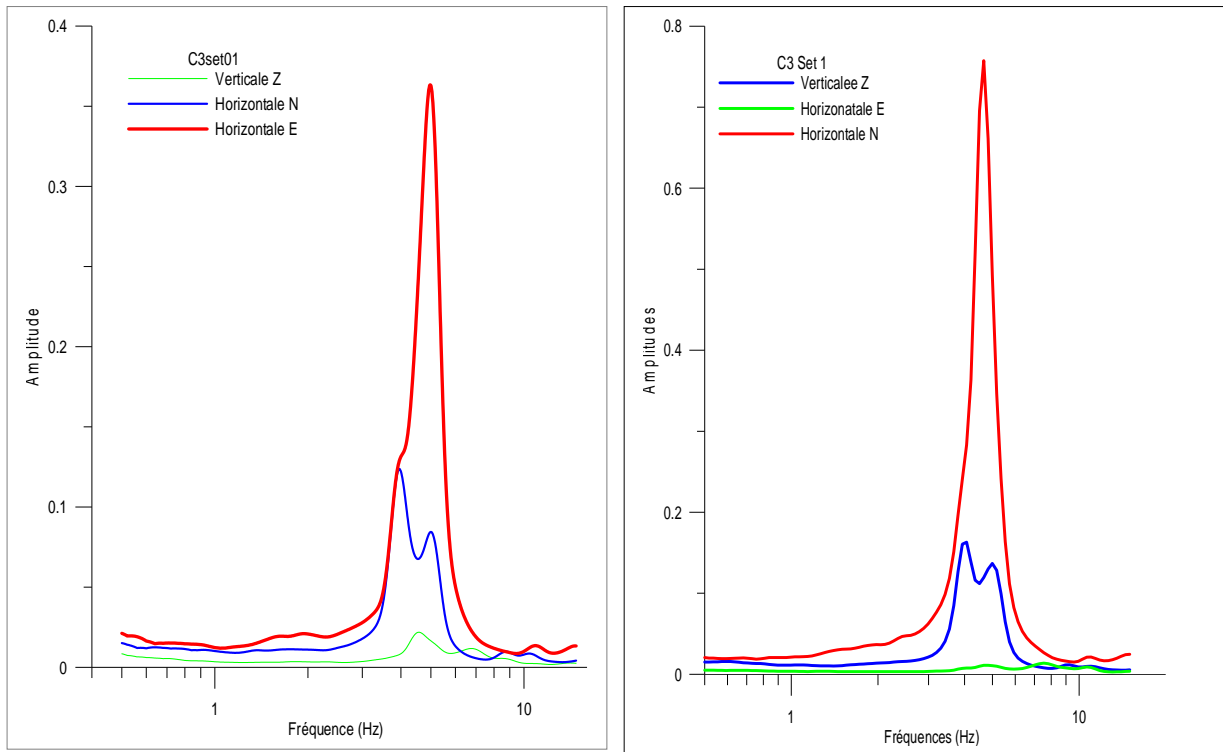 0.4
0.3
0.2
0.1
0
Amplitude
C3set01
Verticale Z
Horizontale N
Horizontale E
1
10
Fréquence (Hz)
0.8
0.6
0.4
0.2
0
Amplitudes
C3 Set 1
Verticalee Z
Horizonatale E
Horizontale N
1
10
Fréquences (Hz)